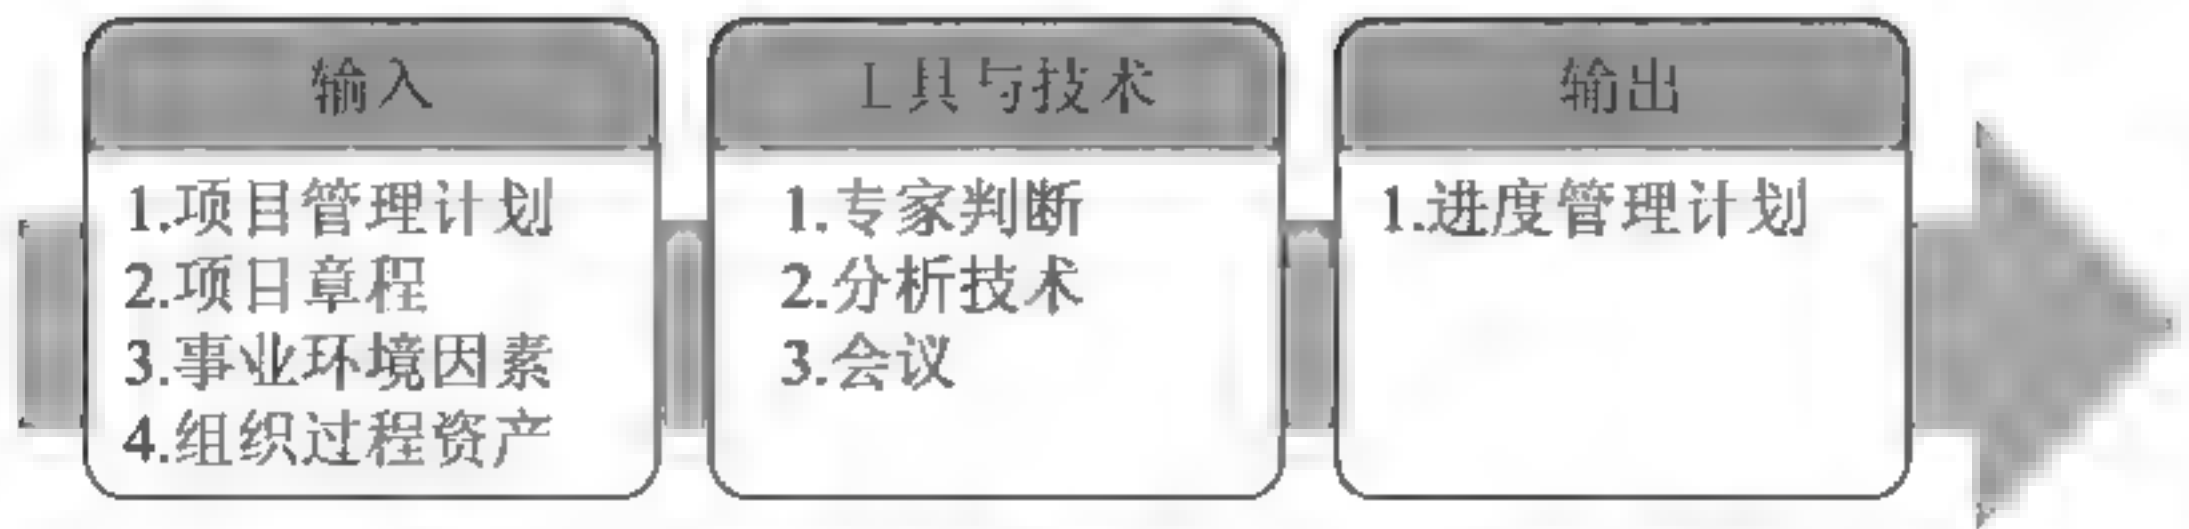 输入
1.项目管理计划
2.项目章程
3.事业环境因素
4.组织过程资产
工具与技术
1.专家判断
2.分析技术
3.会议
输出
1.进度管理计划